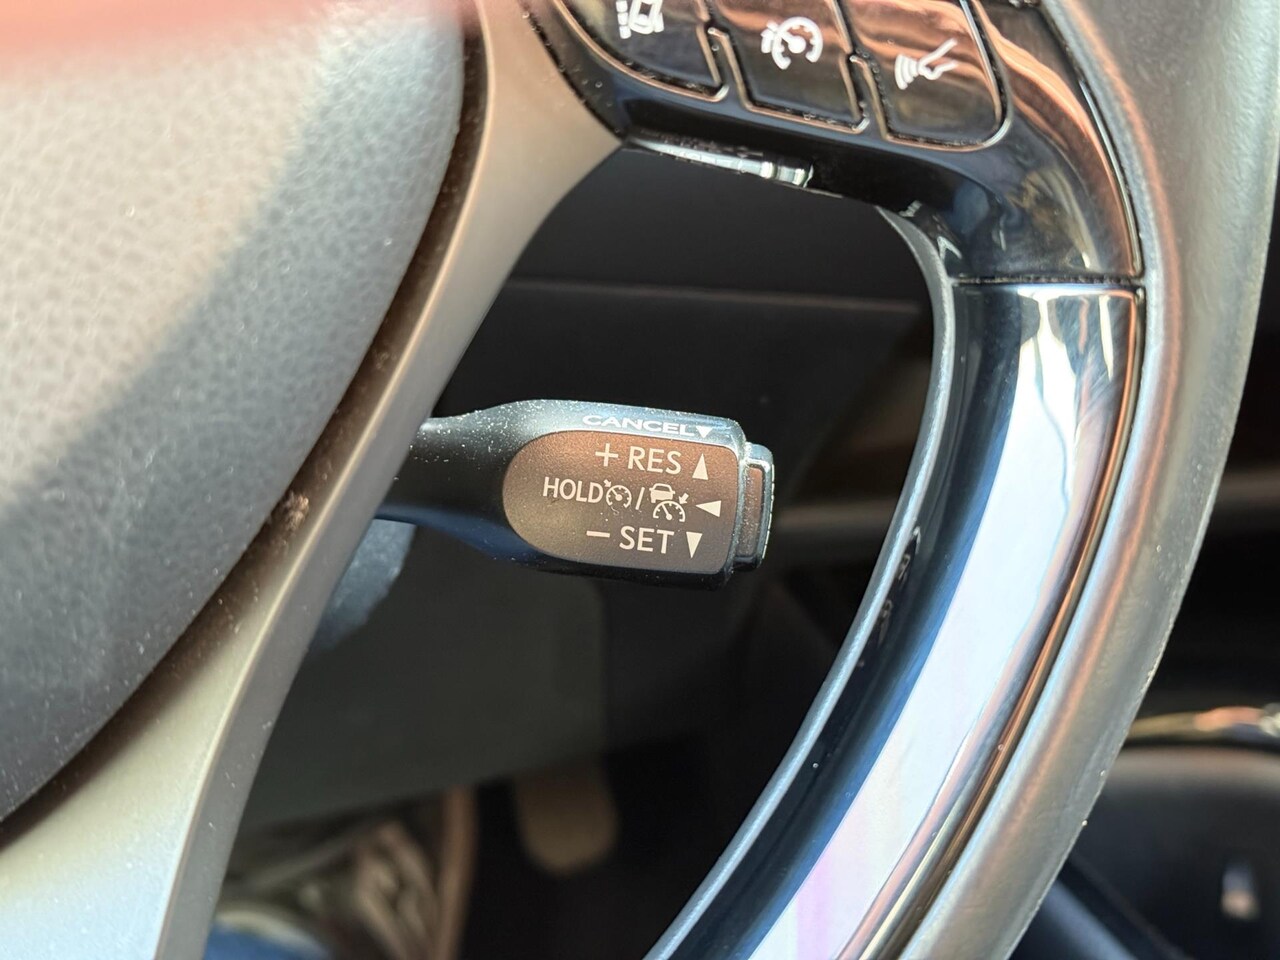 CANCEL▼
+ RES ▲
HOLD / ◀
− SET ▼